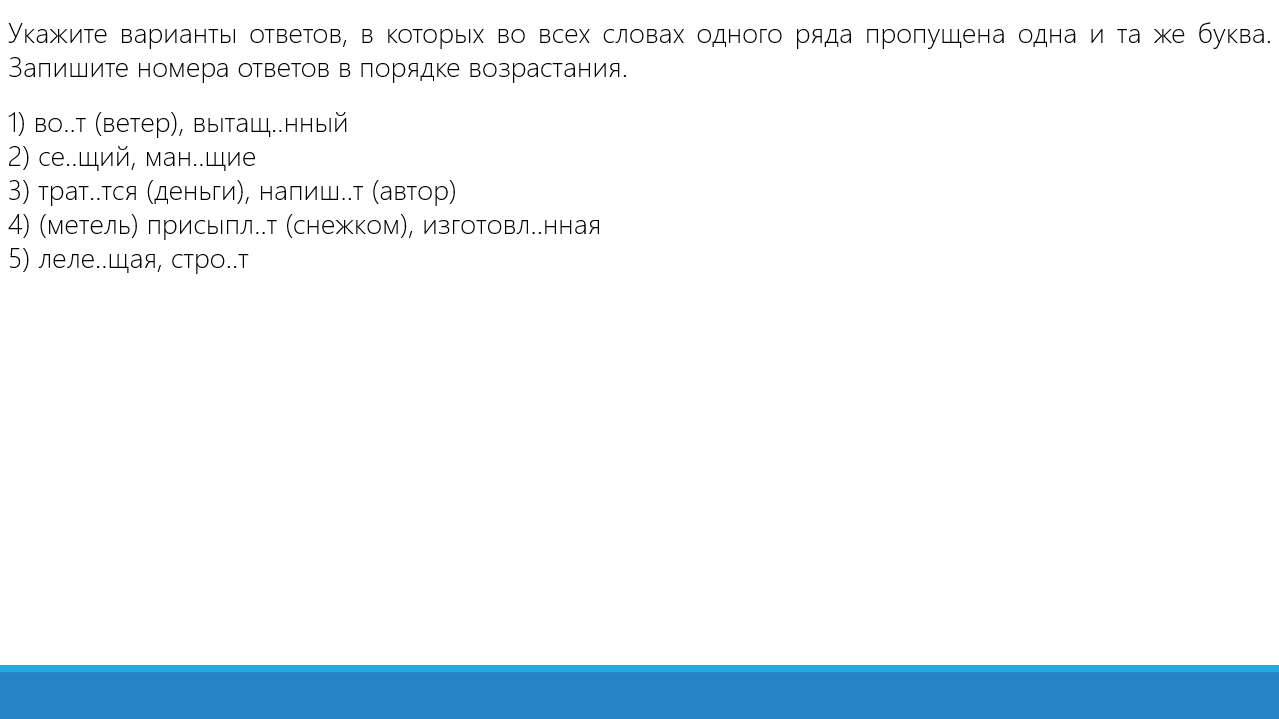 Укажите варианты ответов, в которых во всех словах одного ряда пропущена одна и та же буква.
Запишите номера ответов в порядке возрастания.
1) во..т (ветер), вытащ..нный
2) се..щий, ман..щие
3) трат..тся (деньги), напиш..т (автор)
4) (метель) присыпл..т (снежком), изготовл..нная
5) леле..щая, стро..т